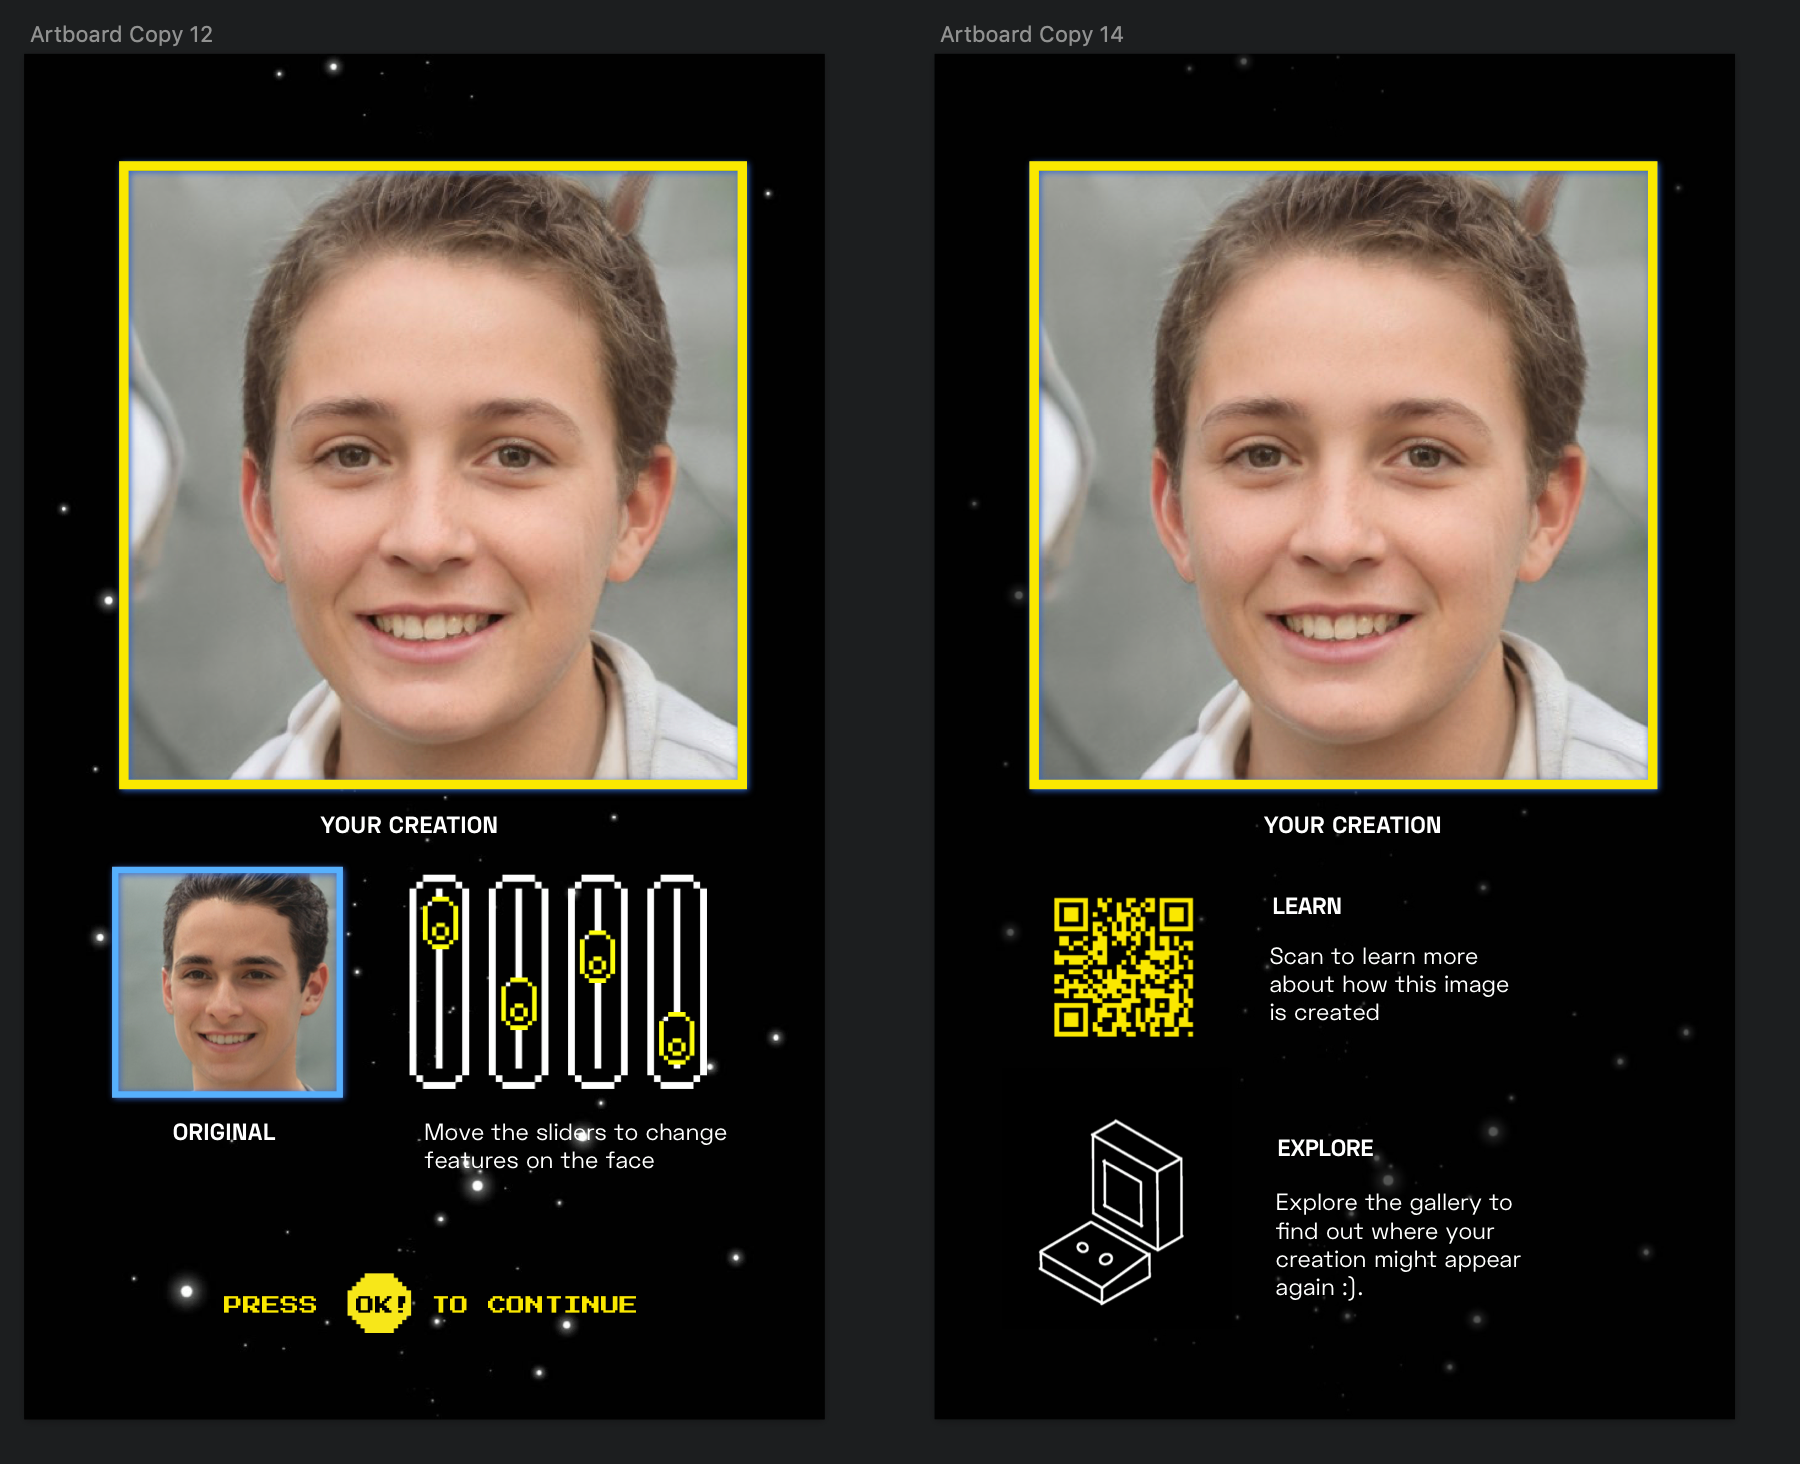 Artboard Copy 12
YOUR CREATION
ORIGINAL
Move the sliders to change
features on the face
PRESS OK! TO CONTINUE
Artboard Copy 14
YOUR CREATION
LEARN
Scan to learn more
about how this image
is created
EXPLORE
Explore the gallery to
find out where your
creation might appear
again :).